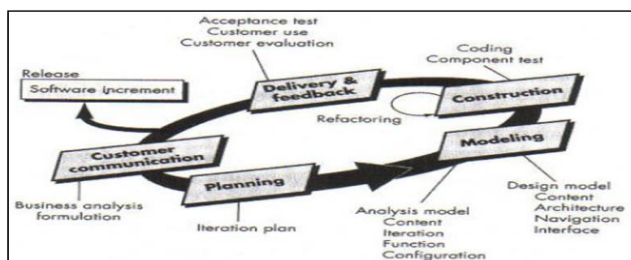 Acceptance test
Customer use
Customer evaluation
Release
Software increment
Delivery &
feedback
Coding
Component test
Construction
Refactoring
Customer
communication
Modeling
Planning
Business analysis
formulation
Iteration plan
Analysis model
Content
Iteration
Function
Configuration
Design model
Content
Architecture
Navigation
Interface